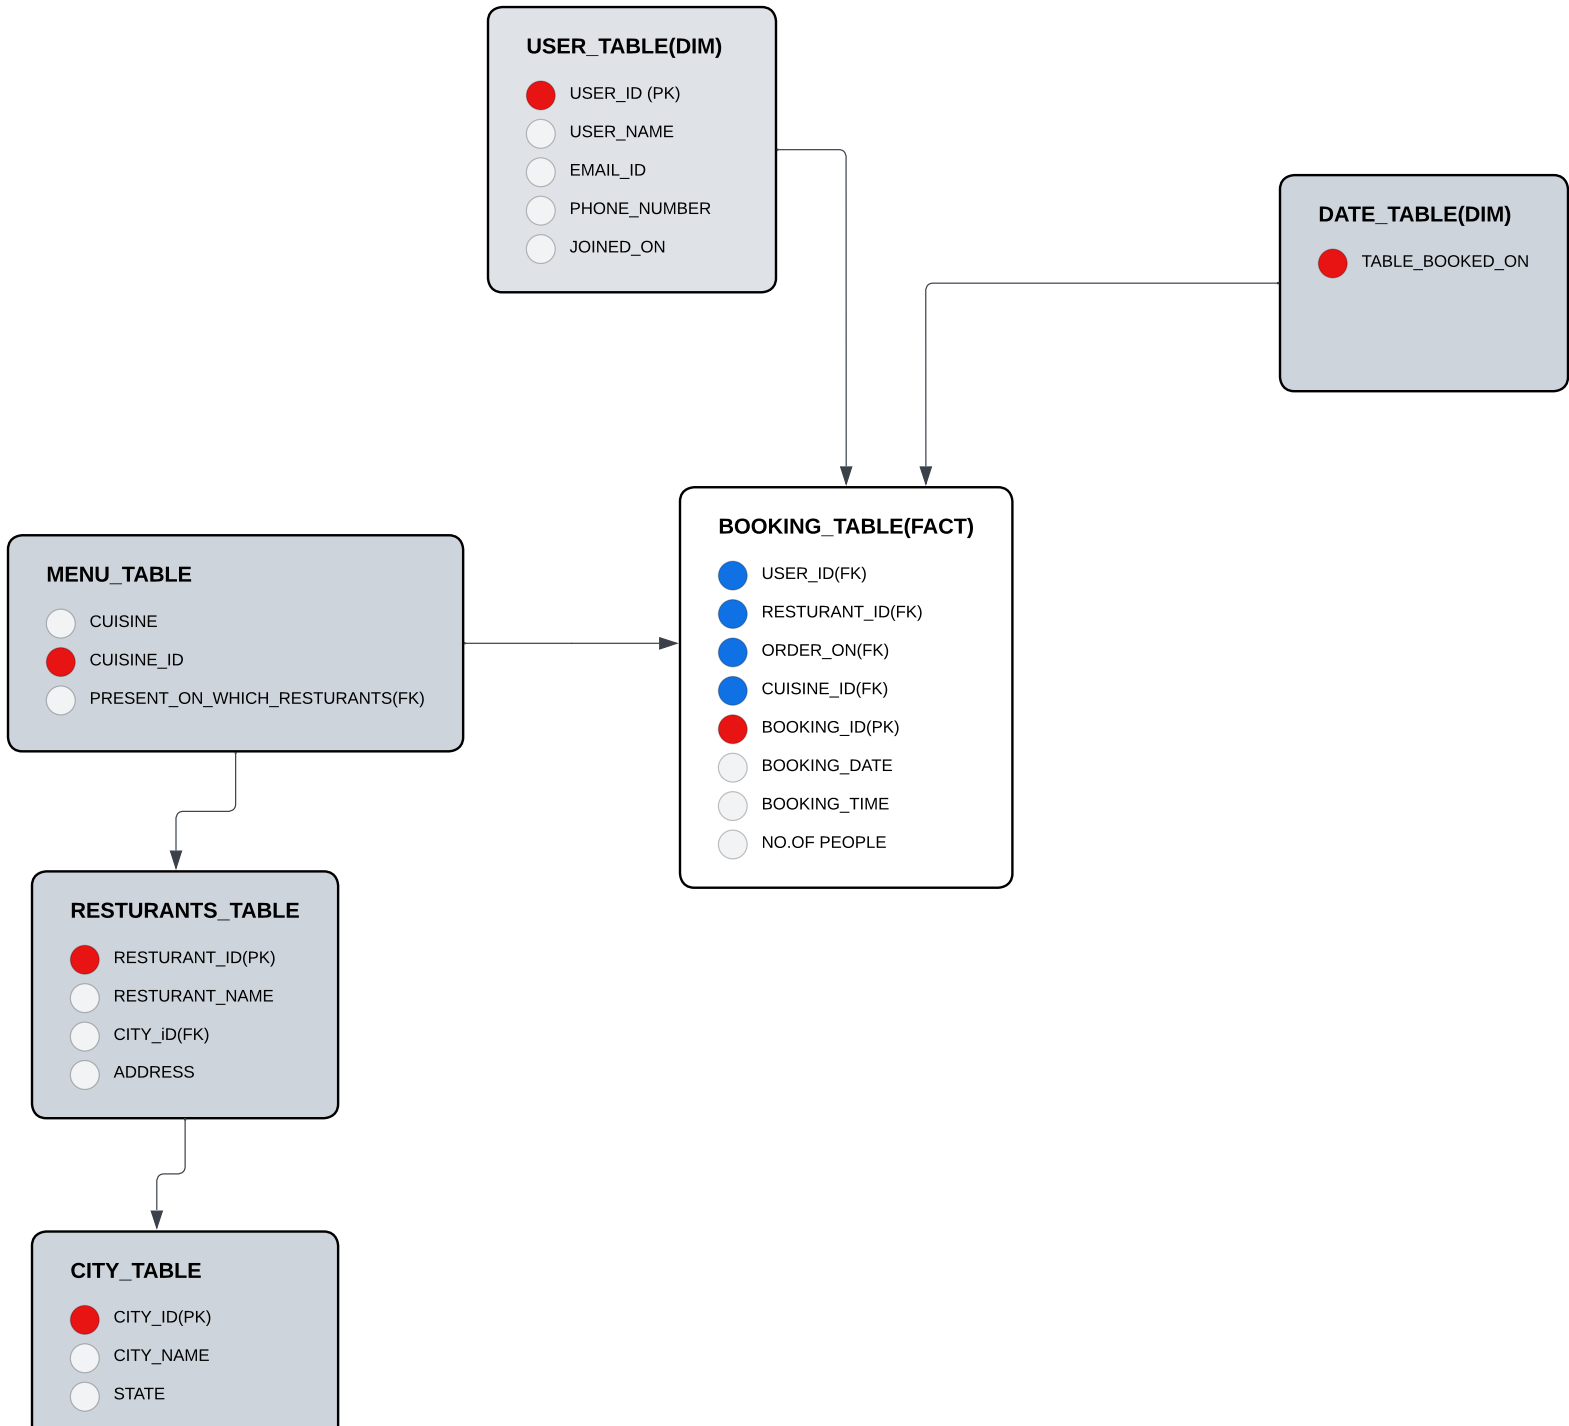 USER_TABLE(DIM)
USER_ID (PK)
USER_NAME
EMAIL_ID
PHONE_NUMBER
JOINED_ON
DATE_TABLE(DIM)
TABLE_BOOKED_ON
BOOKING_TABLE(FACT)
USER_ID(FK)
RESTURANT_ID(FK)
ORDER_ON(FK)
CUISINE_ID(FK)
BOOKING_ID(PK)
BOOKING_DATE
BOOKING_TIME
NO.OF PEOPLE
MENU_TABLE
CUISINE
CUISINE_ID
PRESENT_ON_WHICH_RESTURANTS(FK)
RESTURANTS_TABLE
RESTURANT_ID(PK)
RESTURANT_NAME
CITY_iD(FK)
ADDRESS
CITY_TABLE
CITY_ID(PK)
CITY_NAME
STATE